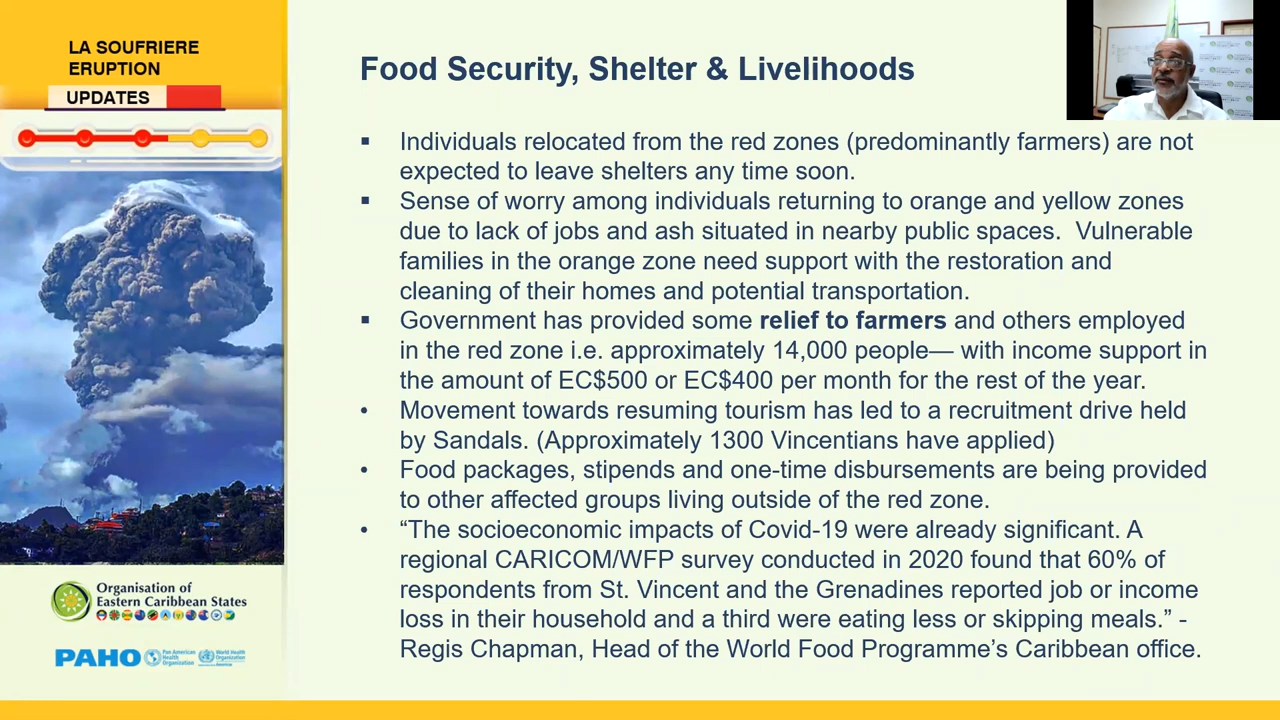 LA SOUFRIERE
ERUPTION
UPDATES
Food Security, Shelter & Livelihoods
▪ Individuals relocated from the red zones (predominantly farmers) are not
expected to leave shelters any time soon.
▪ Sense of worry among individuals returning to orange and yellow zones
due to lack of jobs and ash situated in nearby public spaces.  Vulnerable
families in the orange zone need support with the restoration and
cleaning of their homes and potential transportation.
▪ Government has provided some relief to farmers and others employed
in the red zone i.e. approximately 14,000 people— with income support in
the amount of EC$500 or EC$400 per month for the rest of the year.
• Movement towards resuming tourism has led to a recruitment drive held
by Sandals. (Approximately 1300 Vincentians have applied)
• Food packages, stipends and one-time disbursements are being provided
to other affected groups living outside of the red zone.
• “The socioeconomic impacts of Covid-19 were already significant. A
regional CARICOM/WFP survey conducted in 2020 found that 60% of
respondents from St. Vincent and the Grenadines reported job or income
loss in their household and a third were eating less or skipping meals.” -
Regis Chapman, Head of the World Food Programme’s Caribbean office.
Organisation of
Eastern Caribbean States
PAHO
Pan American
Health
Organization
World Health
Organization